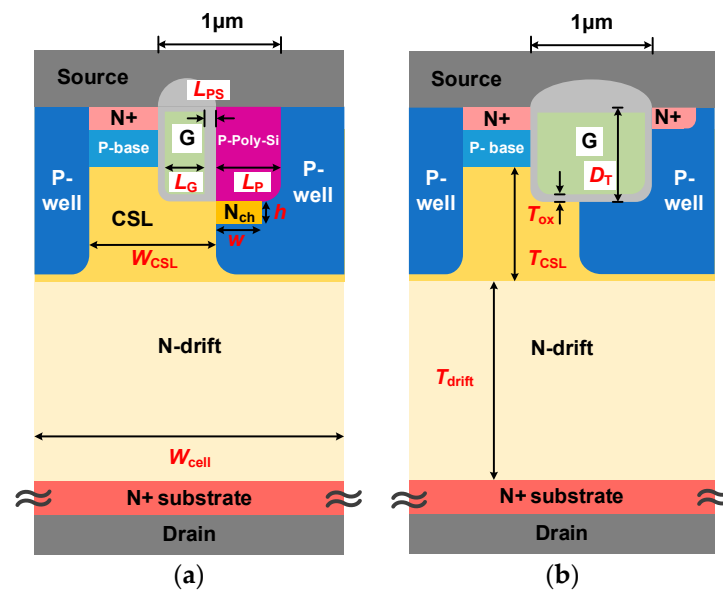 1μm
Source
L_PS
N+
G
P-Poly-Si
P-base
P-well
P-well
L_G
L_P
CSL
N_ch
h
w
W_CSL
N-drift
W_cell
N+ substrate
Drain
(a)
1μm
Source
N+
N+
G
P- base
D_T
P-well
P-well
T_ox
T_CSL
N-drift
T_drift
N+ substrate
Drain
(b)